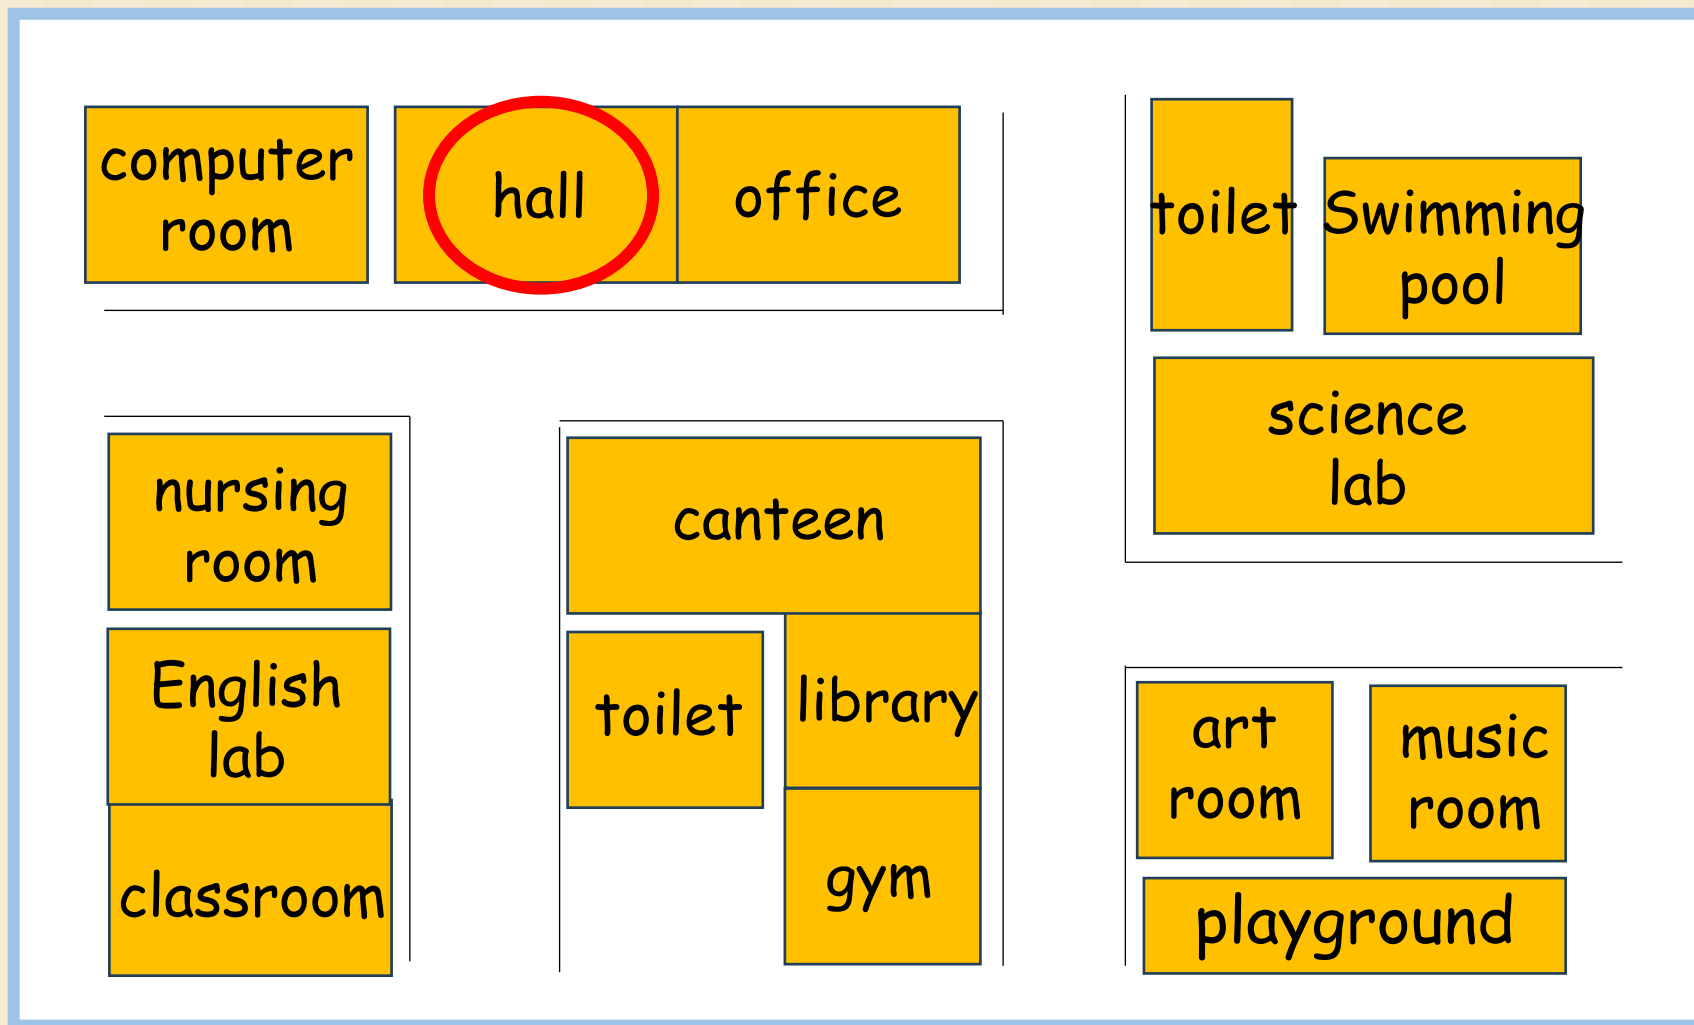 computer
room
hall
office
toilet
Swimming
pool
science
lab
nursing
room
English
lab
classroom
canteen
toilet
library
gym
art
room
music
room
playground